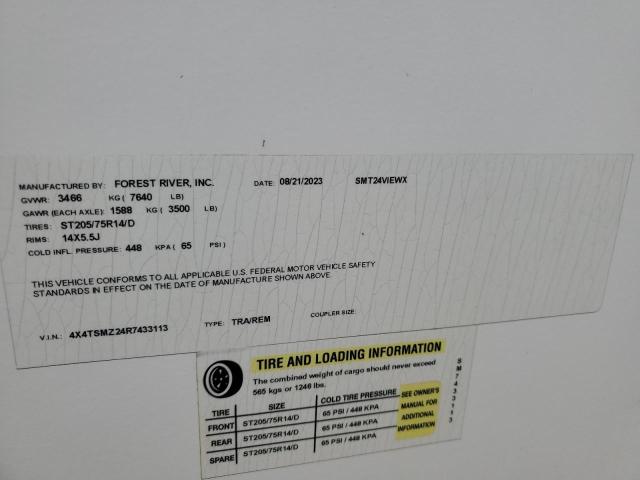 MANUFACTURED BY: FOREST RIVER, INC. DATE: 08/21/2023 SMT24VIEWX
GVWR: 3466 KG ( 7640 LB)
GAWR (EACH AXLE): 1588 KG ( 3500 LB)
TIRES: ST205/75R14/D
RIMS: 14X5.5J
COLD INFL. PRESSURE: 448 KPA ( 65 PSI)
THIS VEHICLE CONFORMS TO ALL APPLICABLE U.S. FEDERAL MOTOR VEHICLE SAFETY
STANDARDS IN EFFECT ON THE DATE OF MANUFACTURE SHOWN ABOVE.
V.I.N.: 4X4TSMZ24R7433113 TYPE: TRA/REM COUPLER SIZE:
TIRE AND LOADING INFORMATION
The combined weight of cargo should never exceed
565 kgs or 1246 lbs.
TIRE SIZE COLD TIRE PRESSURE
FRONT ST205/75R14/D 65 PSI / 448 KPA
REAR ST205/75R14/D 65 PSI / 448 KPA
SPARE ST205/75R14/D 65 PSI / 448 KPA
SEE OWNER'S
MANUAL FOR
ADDITIONAL
INFORMATION
SM7433113